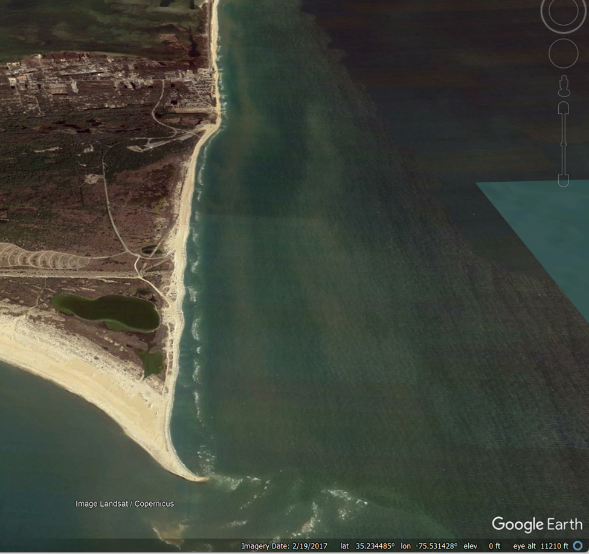 Image Landsat / Copernicus
Google Earth
Imagery Date: 2/19/2017 lat 35.234485° lon -75.531428° elev 0 ft eye alt 11210 ft